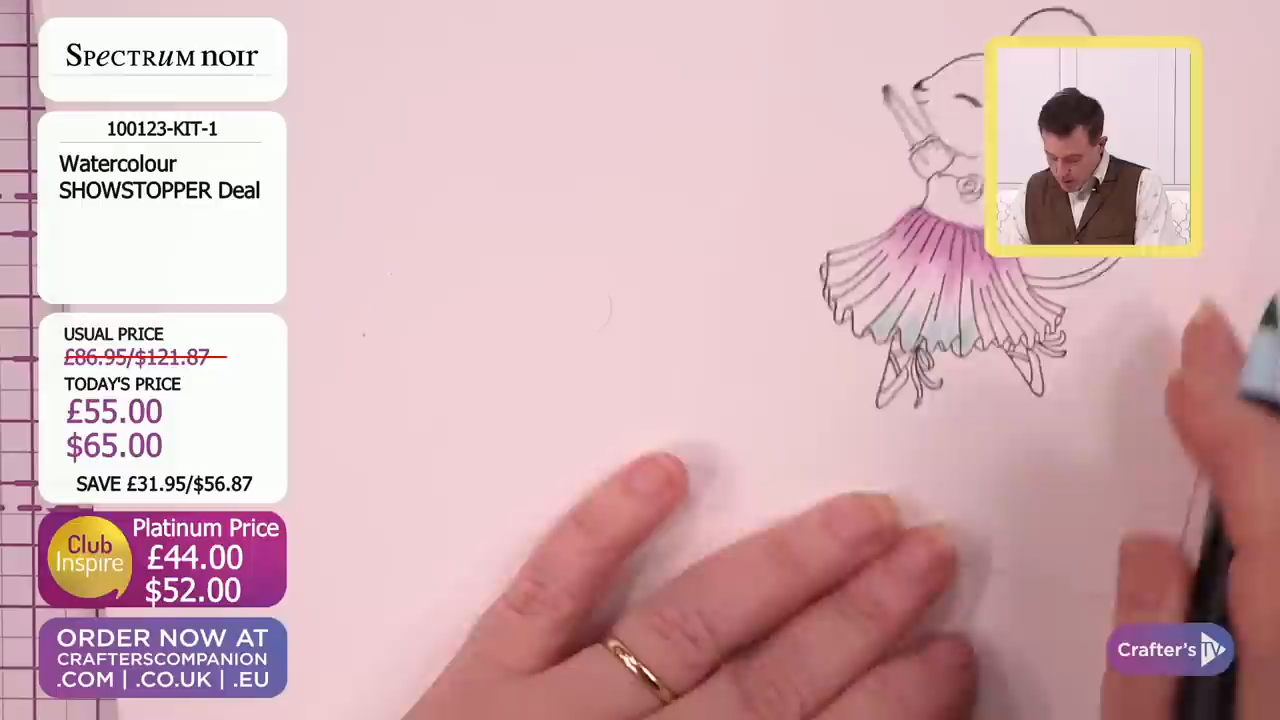 Spectrum noir
100123-KIT-1
Watercolour
SHOWSTOPPER Deal
USUAL PRICE
£86.95/$121.87
TODAY'S PRICE
£55.00
$65.00
SAVE £31.95/$56.87
Club
Inspire
Platinum Price
£44.00
$52.00
ORDER NOW AT
CRAFTERSCOMPANION
.COM | .CO.UK | .EU
Crafter's TV